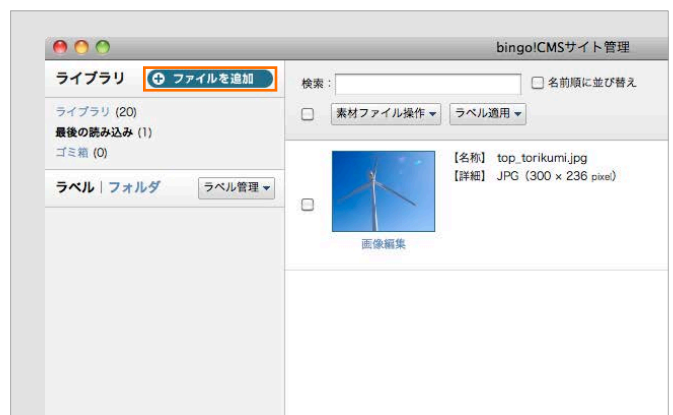 bingo!CMSサイト管理
ライブラリ ファイルを追加
ライブラリ (20)
最後の読み込み (1)
ゴミ箱 (0)
ラベル | フォルダ ラベル管理
検索: 名前順に並び替え
素材ファイル操作 ラベル適用
【名称】 top_torikumi.jpg
【詳細】 JPG (300 × 236 pixel)
画像編集